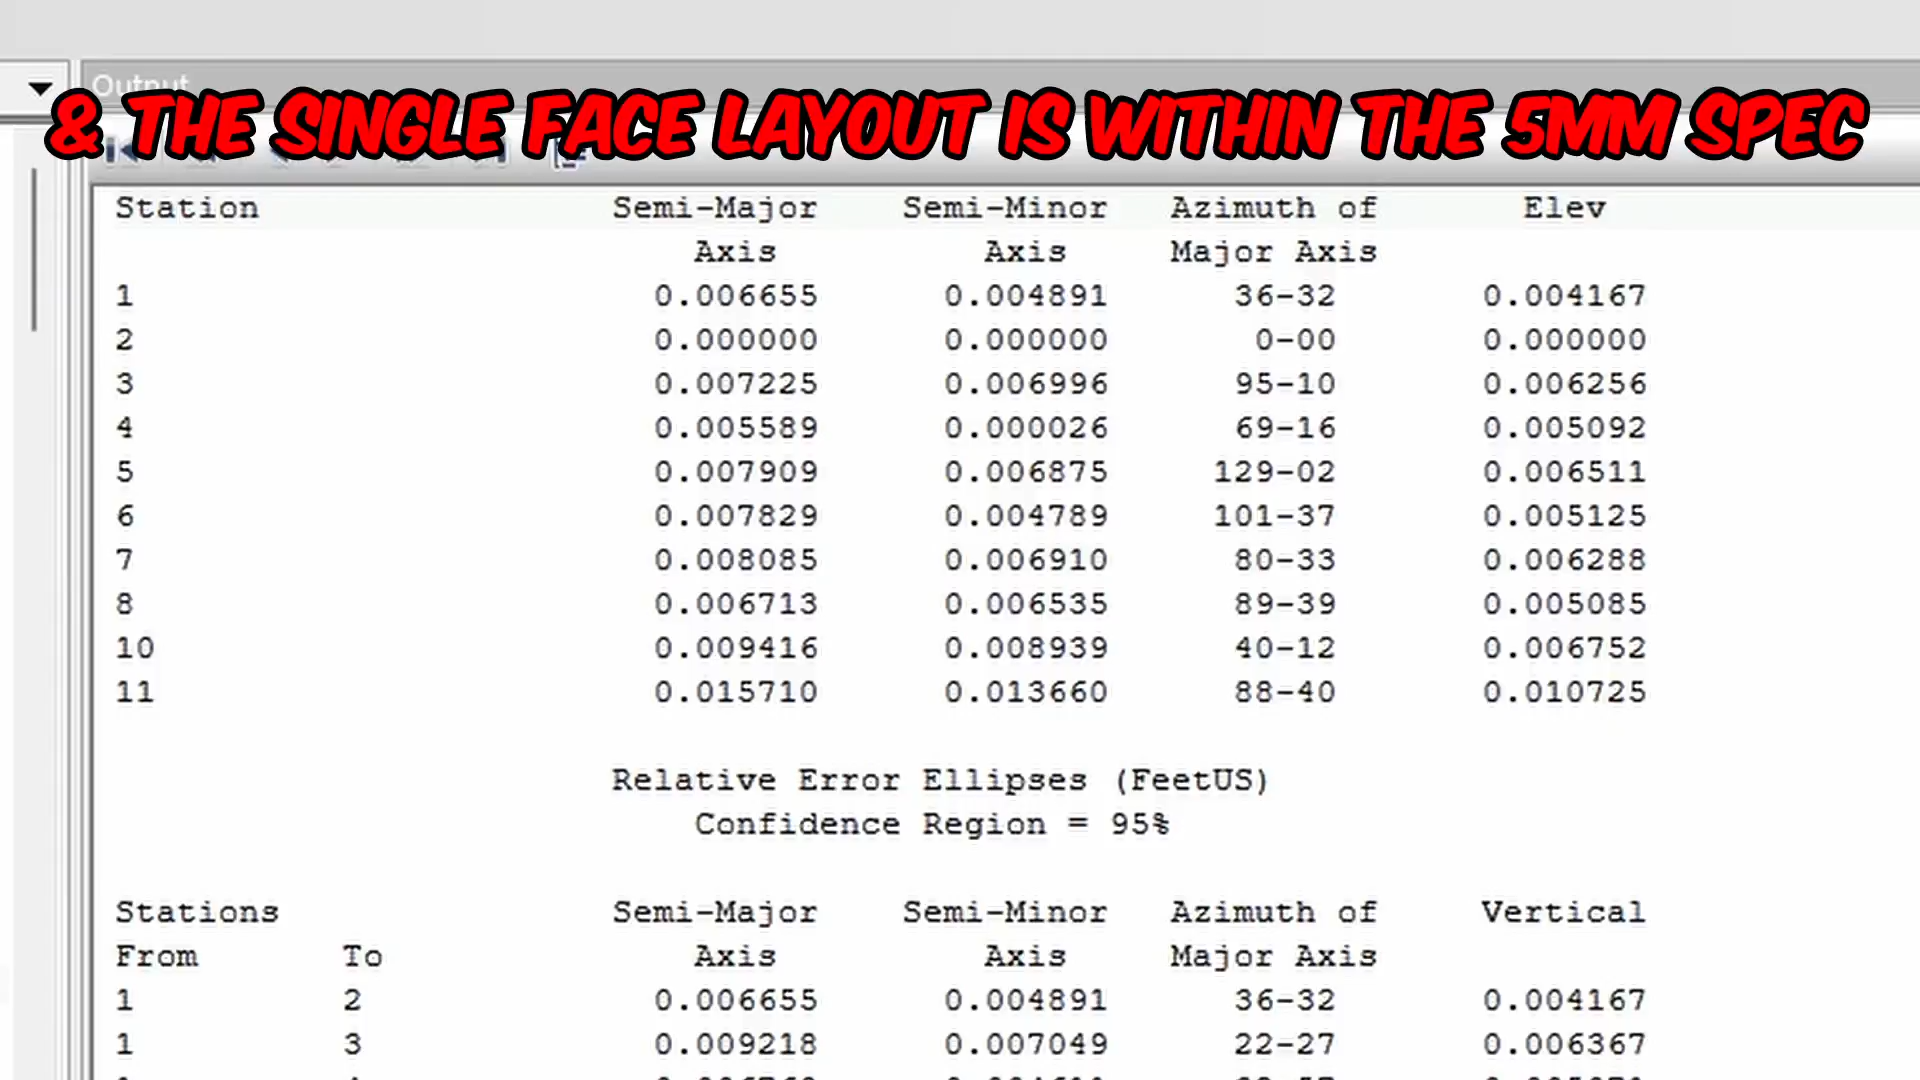 Output
& THE SINGLE FACE LAYOUT IS WITHIN THE 5MM SPEC
Station Semi-Major Semi-Minor Azimuth of Elev
Axis Axis Major Axis
1 0.006655 0.004891 36-32 0.004167
2 0.000000 0.000000 0-00 0.000000
3 0.007225 0.006996 95-10 0.006256
4 0.005589 0.000026 69-16 0.005092
5 0.007909 0.006875 129-02 0.006511
6 0.007829 0.004789 101-37 0.005125
7 0.008085 0.006910 80-33 0.006288
8 0.006713 0.006535 89-39 0.005085
10 0.009416 0.008939 40-12 0.006752
11 0.015710 0.013660 88-40 0.010725
Relative Error Ellipses (FeetUS)
Confidence Region = 95%
Stations Semi-Major Semi-Minor Azimuth of Vertical
From To Axis Axis Major Axis
1 2 0.006655 0.004891 36-32 0.004167
1 3 0.009218 0.007049 22-27 0.006367